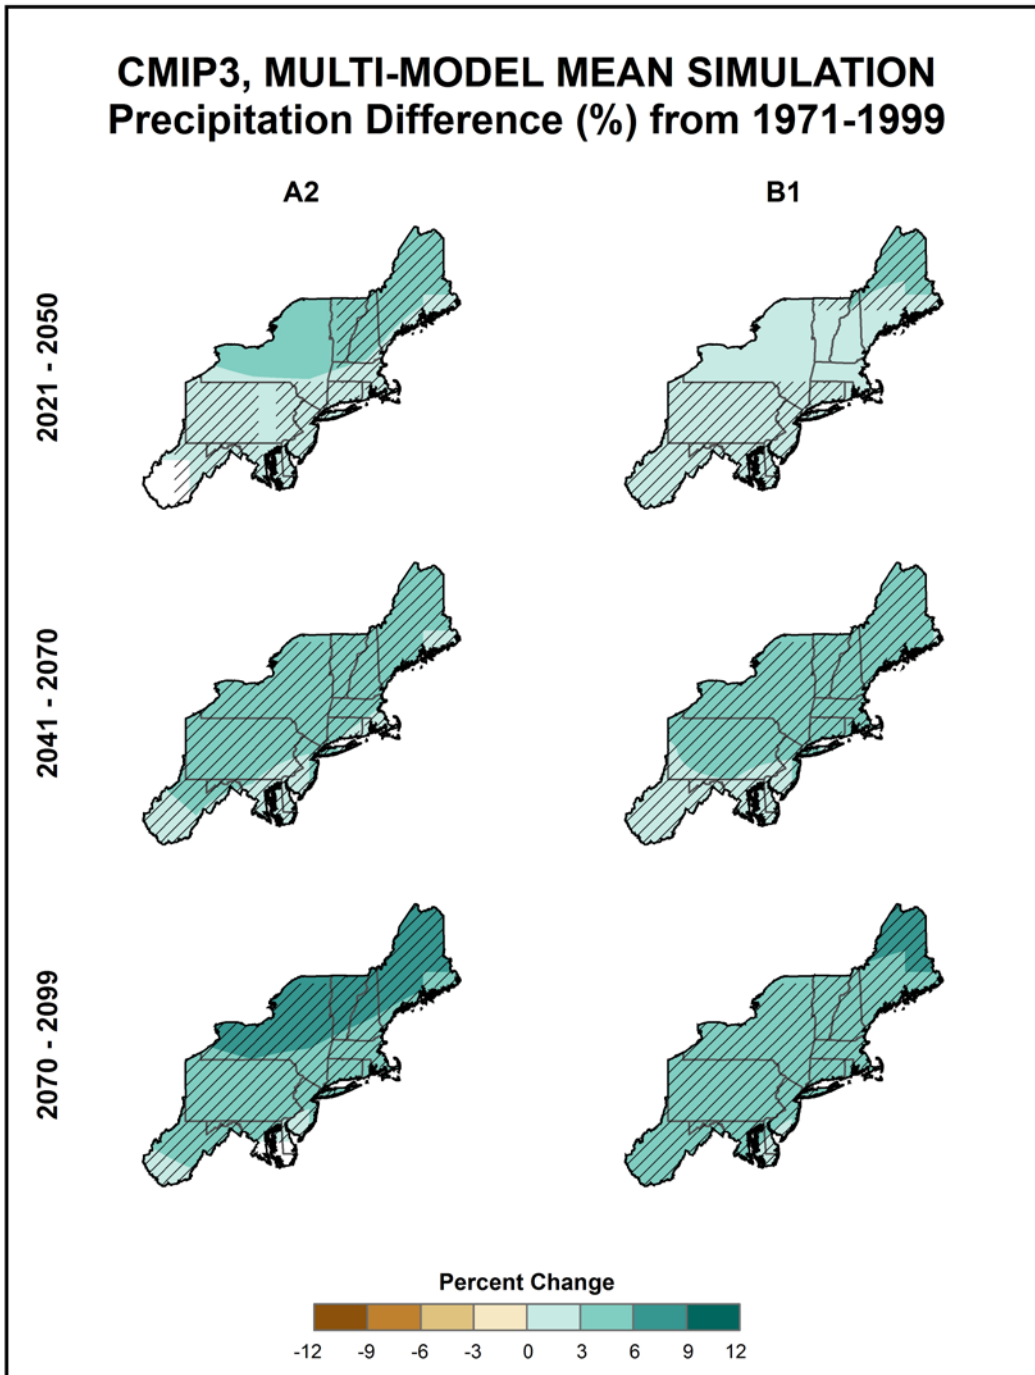 CMIP3, MULTI-MODEL MEAN SIMULATION
Precipitation Difference (%) from 1971-1999
A2
B1
2021 - 2050
2041 - 2070
2070 - 2099
Percent Change
-12 -9 -6 -3 0 3 6 9 12